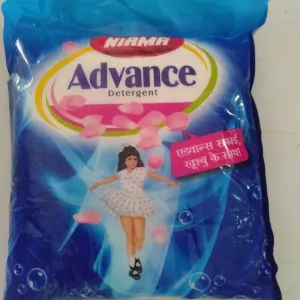 NIRMA
Advance
Detergent
एडवान्स सफाई,
खूश्बु के साथ!